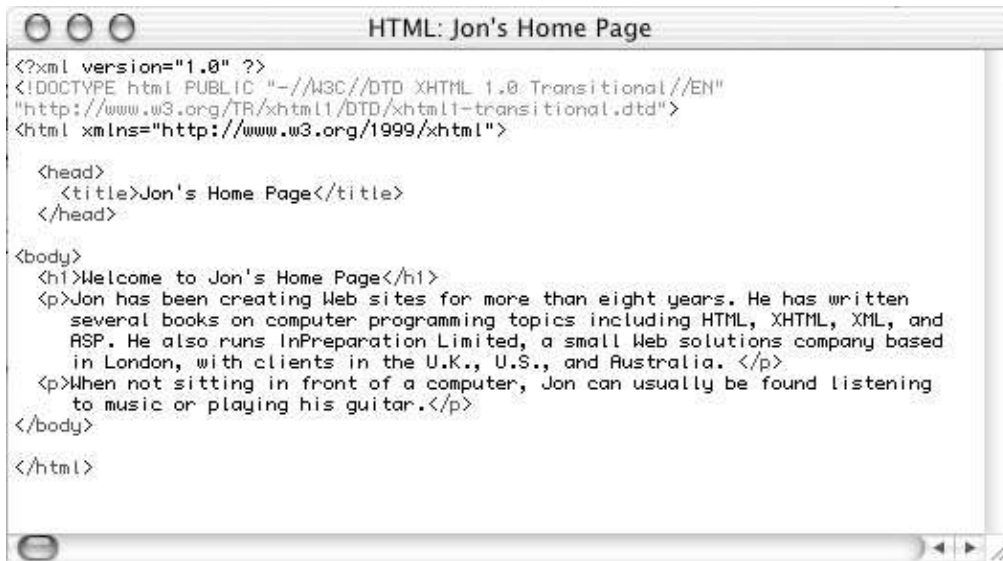 HTML: Jon's Home Page
<?xml version="1.0" ?>
<!DOCTYPE html PUBLIC "-//W3C//DTD XHTML 1.0 Transitional//EN"
"http://www.w3.org/TR/xhtml1/DTD/xhtml1-transitional.dtd">
<html xmlns="http://www.w3.org/1999/xhtml">
<head>
<title>Jon's Home Page</title>
</head>
<body>
<h1>Welcome to Jon's Home Page</h1>
<p>Jon has been creating Web sites for more than eight years. He has written
several books on computer programming topics including HTML, XHTML, XML, and
ASP. He also runs InPreparation Limited, a small Web solutions company based
in London, with clients in the U.K., U.S., and Australia. </p>
<p>When not sitting in front of a computer, Jon can usually be found listening
to music or playing his guitar.</p>
</body>
</html>